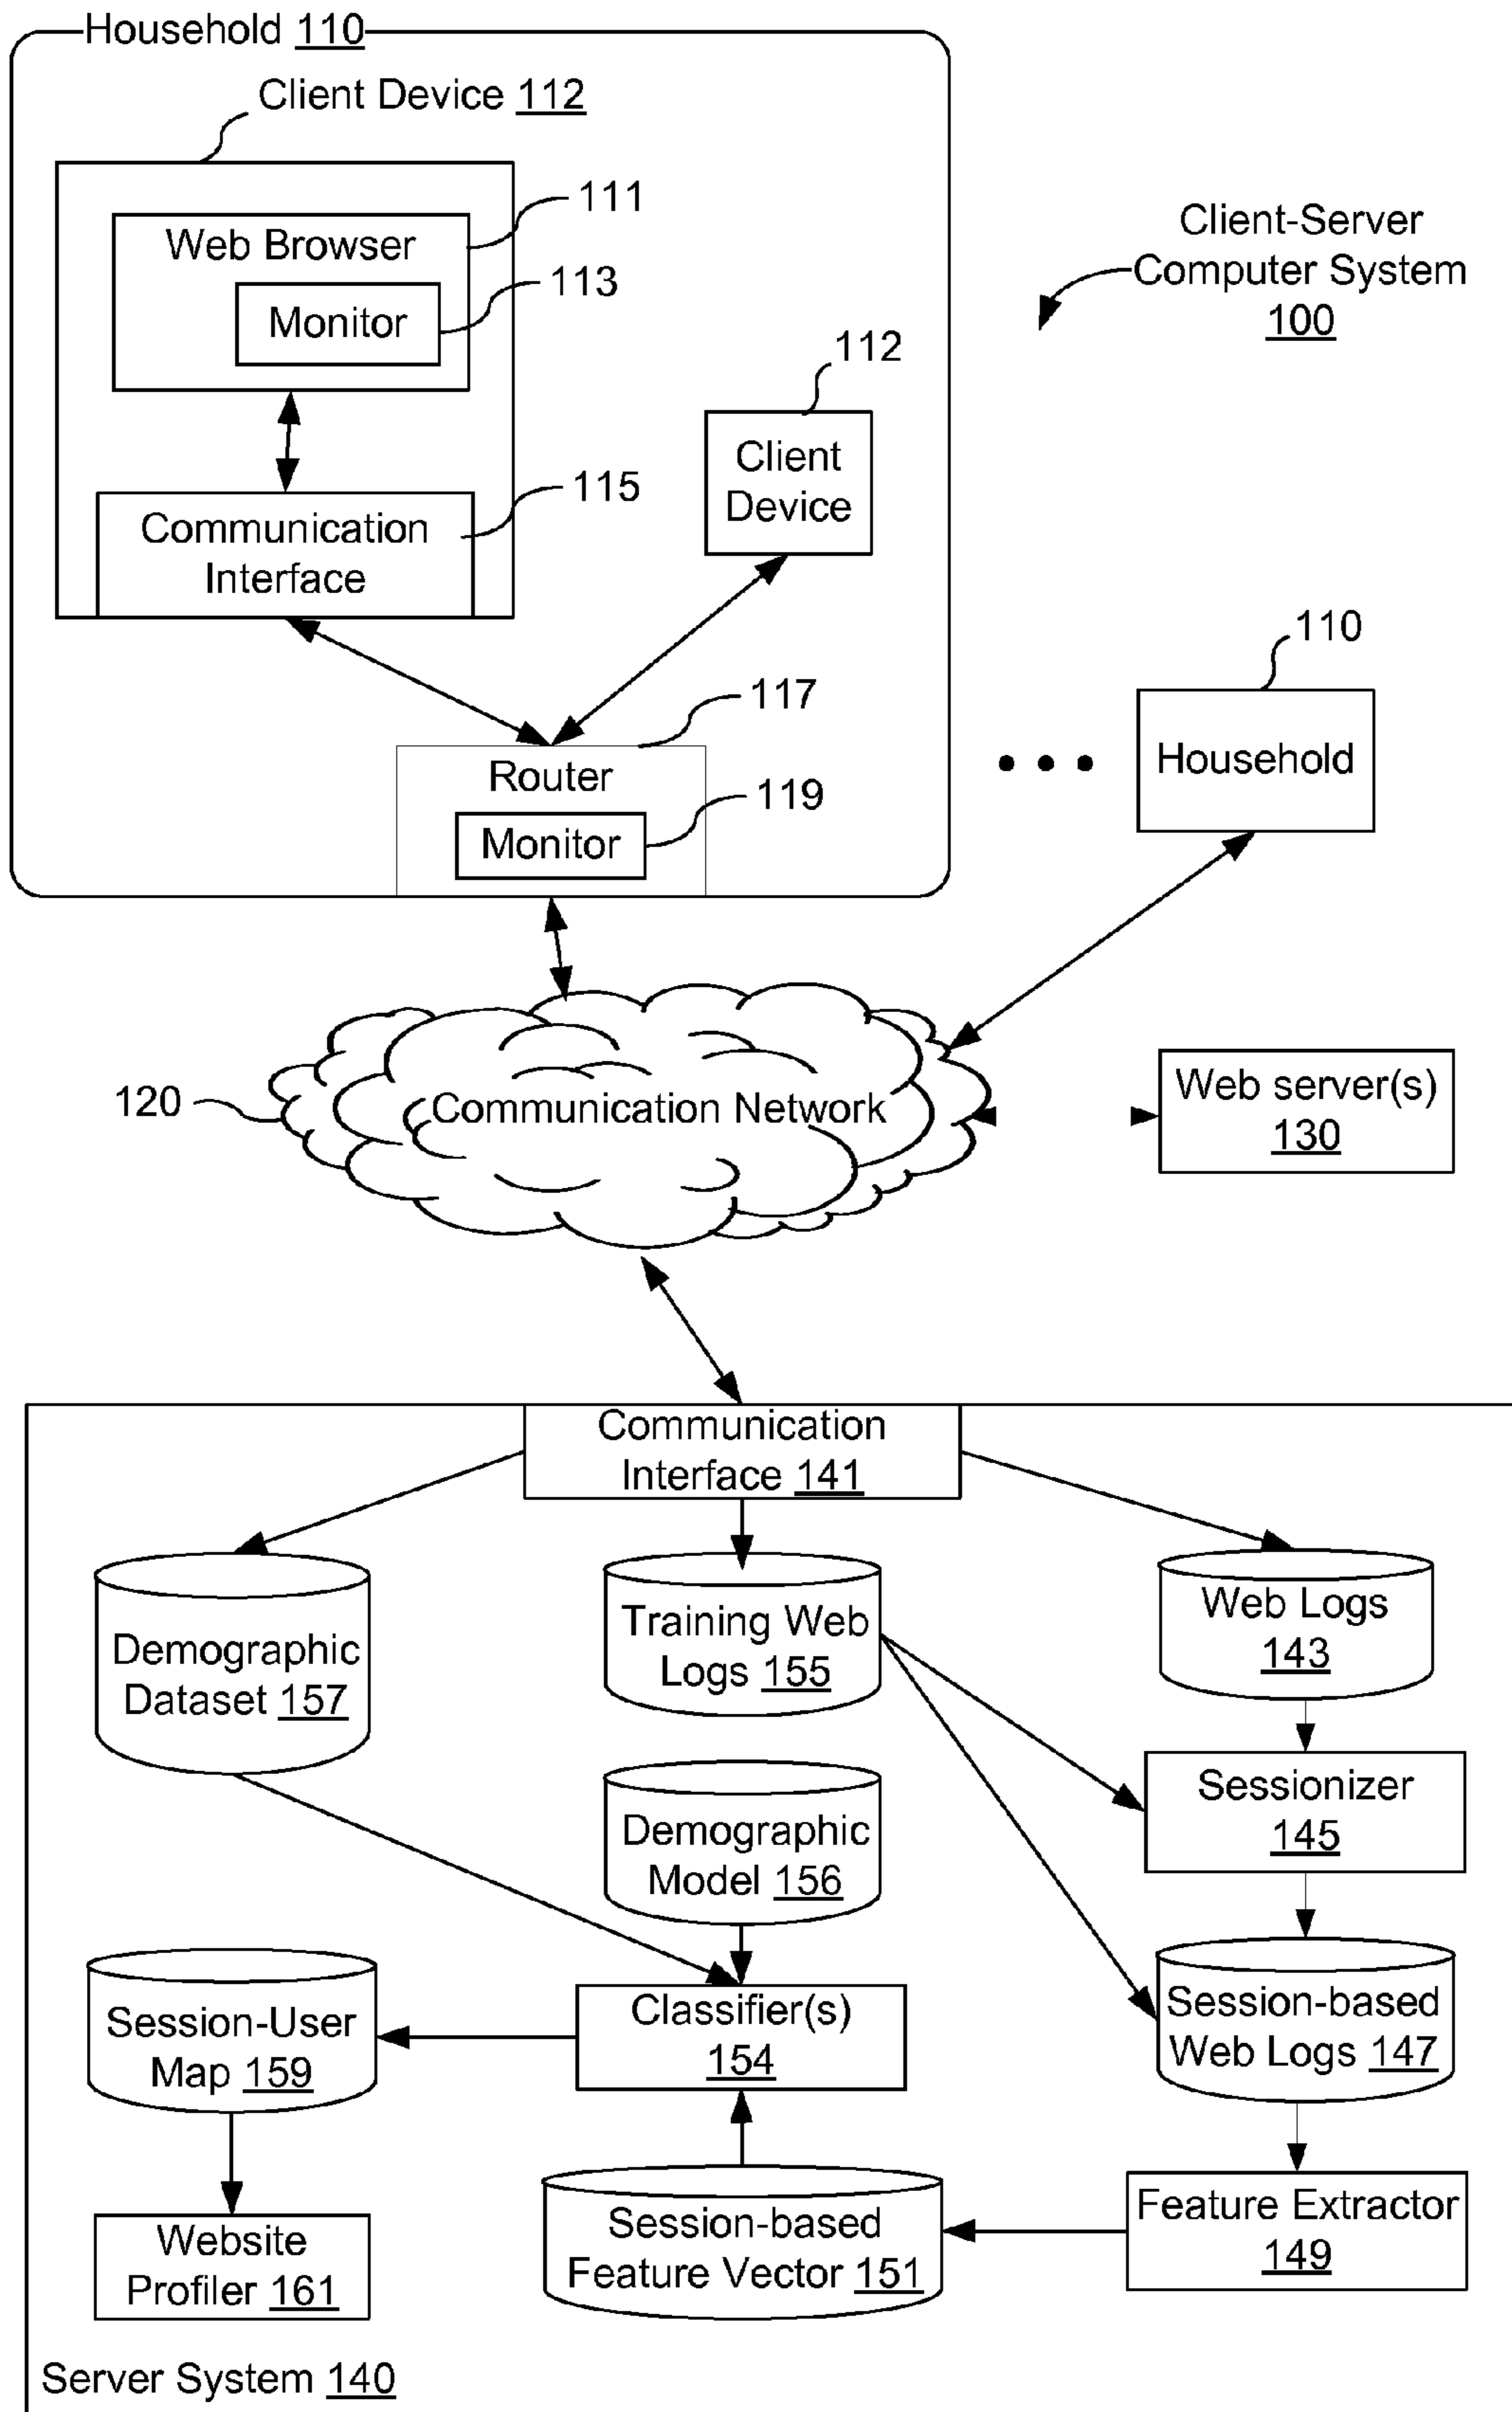 Household 110
Client Device 112
111
Web Browser
113
Monitor
Client-Server
Computer System
100
112
Client
Device
115
Communication
Interface
110
117
Household
Router
119
Monitor
Web server(s)
130
120
Communication Network
Communication
Interface 141
Demographic
Dataset 157
Training Web
Logs 155
Web Logs
143
Sessionizer
145
Demographic
Model 156
Session-User
Map 159
Classifier(s)
154
Session-based
Web Logs 147
Website
Profiler 161
Session-based
Feature Vector 151
Feature Extractor
149
Server System 140